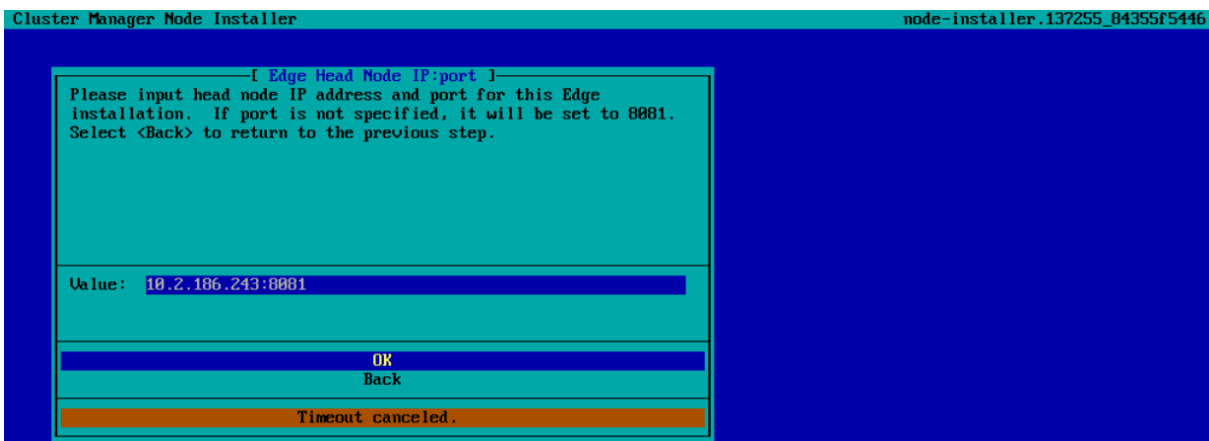 Cluster Manager Node Installer
node-installer.137255_84355f5446
[ Edge Head Node IP:port ]
Please input head node IP address and port for this Edge
installation.  If port is not specified, it will be set to 8081.
Select <Back> to return to the previous step.
Value:  10.2.186.243:8081
OK
Back
Timeout canceled.